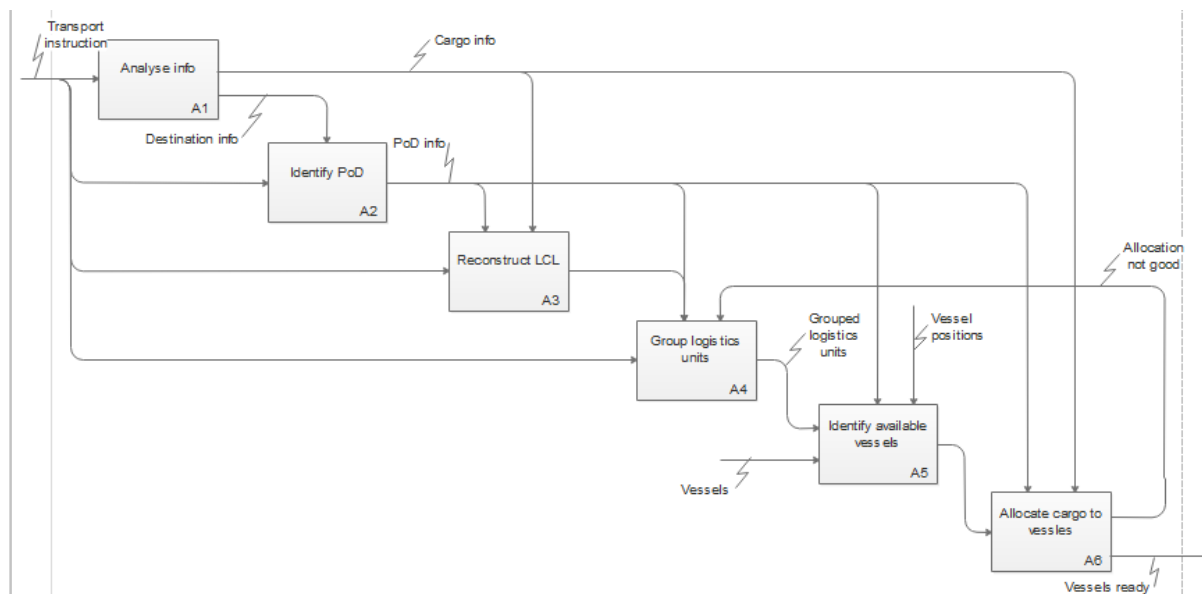 Transport
instruction
Cargo info
Analyse info
A1
Destination info
PoD info
Identify PoD
A2
Reconstruct LCL
A3
Allocation
not good
Group logistics
units
A4
Grouped
logistics
units
Vessel
positions
Identify available
vessels
A5
Vessels
Allocate cargo to
vessles
A6
Vessels ready